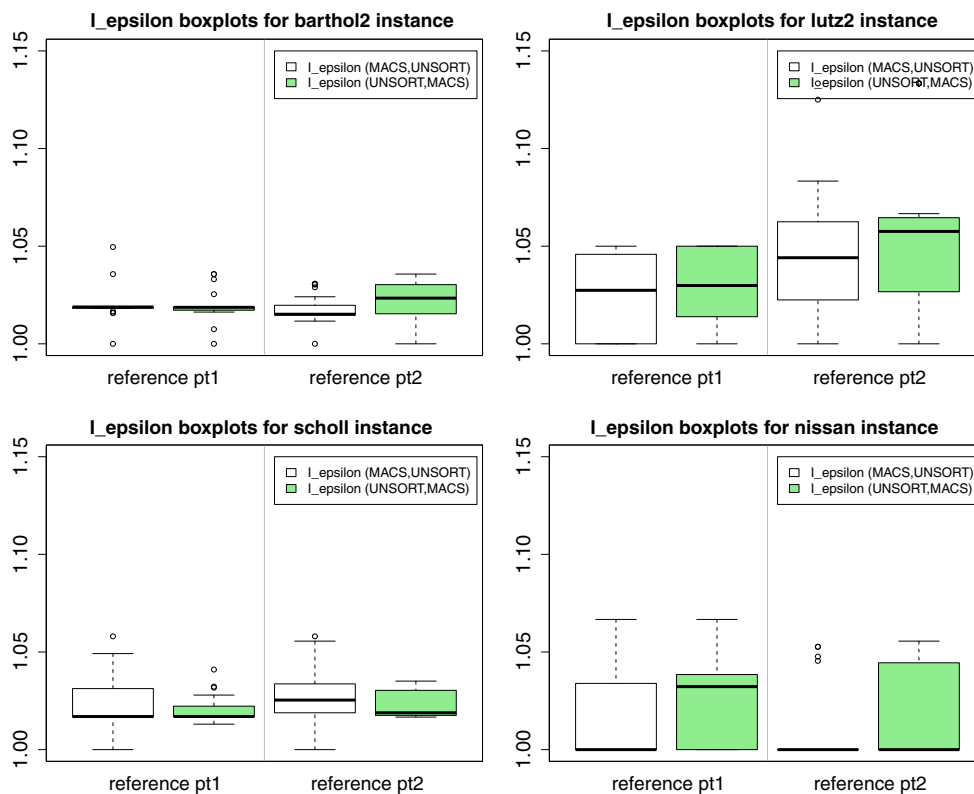 I_epsilon boxplots for barthol2 instance
1.15
1.10
1.05
1.00
I_epsilon (MACS,UNSORT)
I_epsilon (UNSORT,MACS)
reference pt1
reference pt2
I_epsilon boxplots for lutz2 instance
1.15
1.10
1.05
1.00
I_epsilon (MACS,UNSORT)
I_epsilon (UNSORT,MACS)
reference pt1
reference pt2
I_epsilon boxplots for scholl instance
1.15
1.10
1.05
1.00
I_epsilon (MACS,UNSORT)
I_epsilon (UNSORT,MACS)
reference pt1
reference pt2
I_epsilon boxplots for nissan instance
1.15
1.10
1.05
1.00
I_epsilon (MACS,UNSORT)
I_epsilon (UNSORT,MACS)
reference pt1
reference pt2